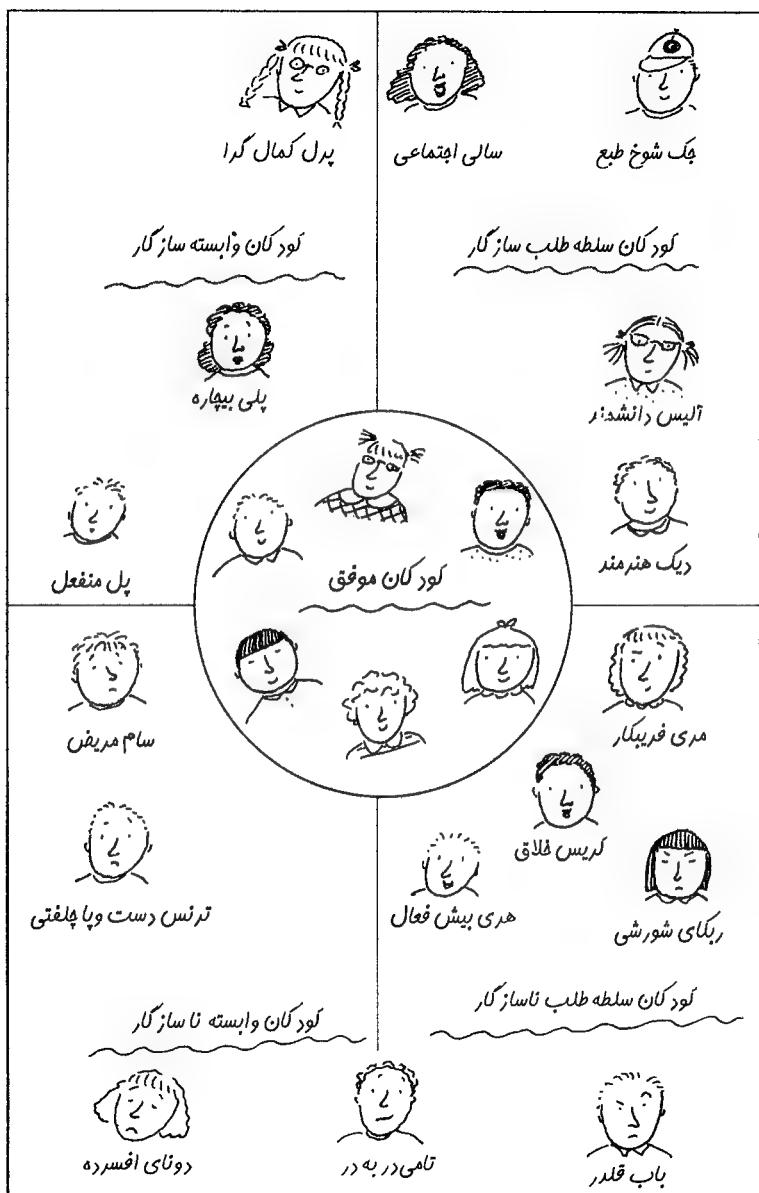 جک شوخ طبع
سالی اجتماعی
پرل کمال گرا
کودکان سلطه طلب سازگار
کودکان وابسته سازگار
آلیس دانشمند
پلی بیچاره
دیک هنرمند
پل منفعل
کودکان موفق
مری فریبکار
سام مریض
کریس خلاق
ربکای شورشی
هری بیش فعال
ترنس دست وپا چلفتی
کودکان سلطه طلب ناسازگار
کودکان وابسته ناسازگار
باب قلدر
تامی در به در
دونای افسرده